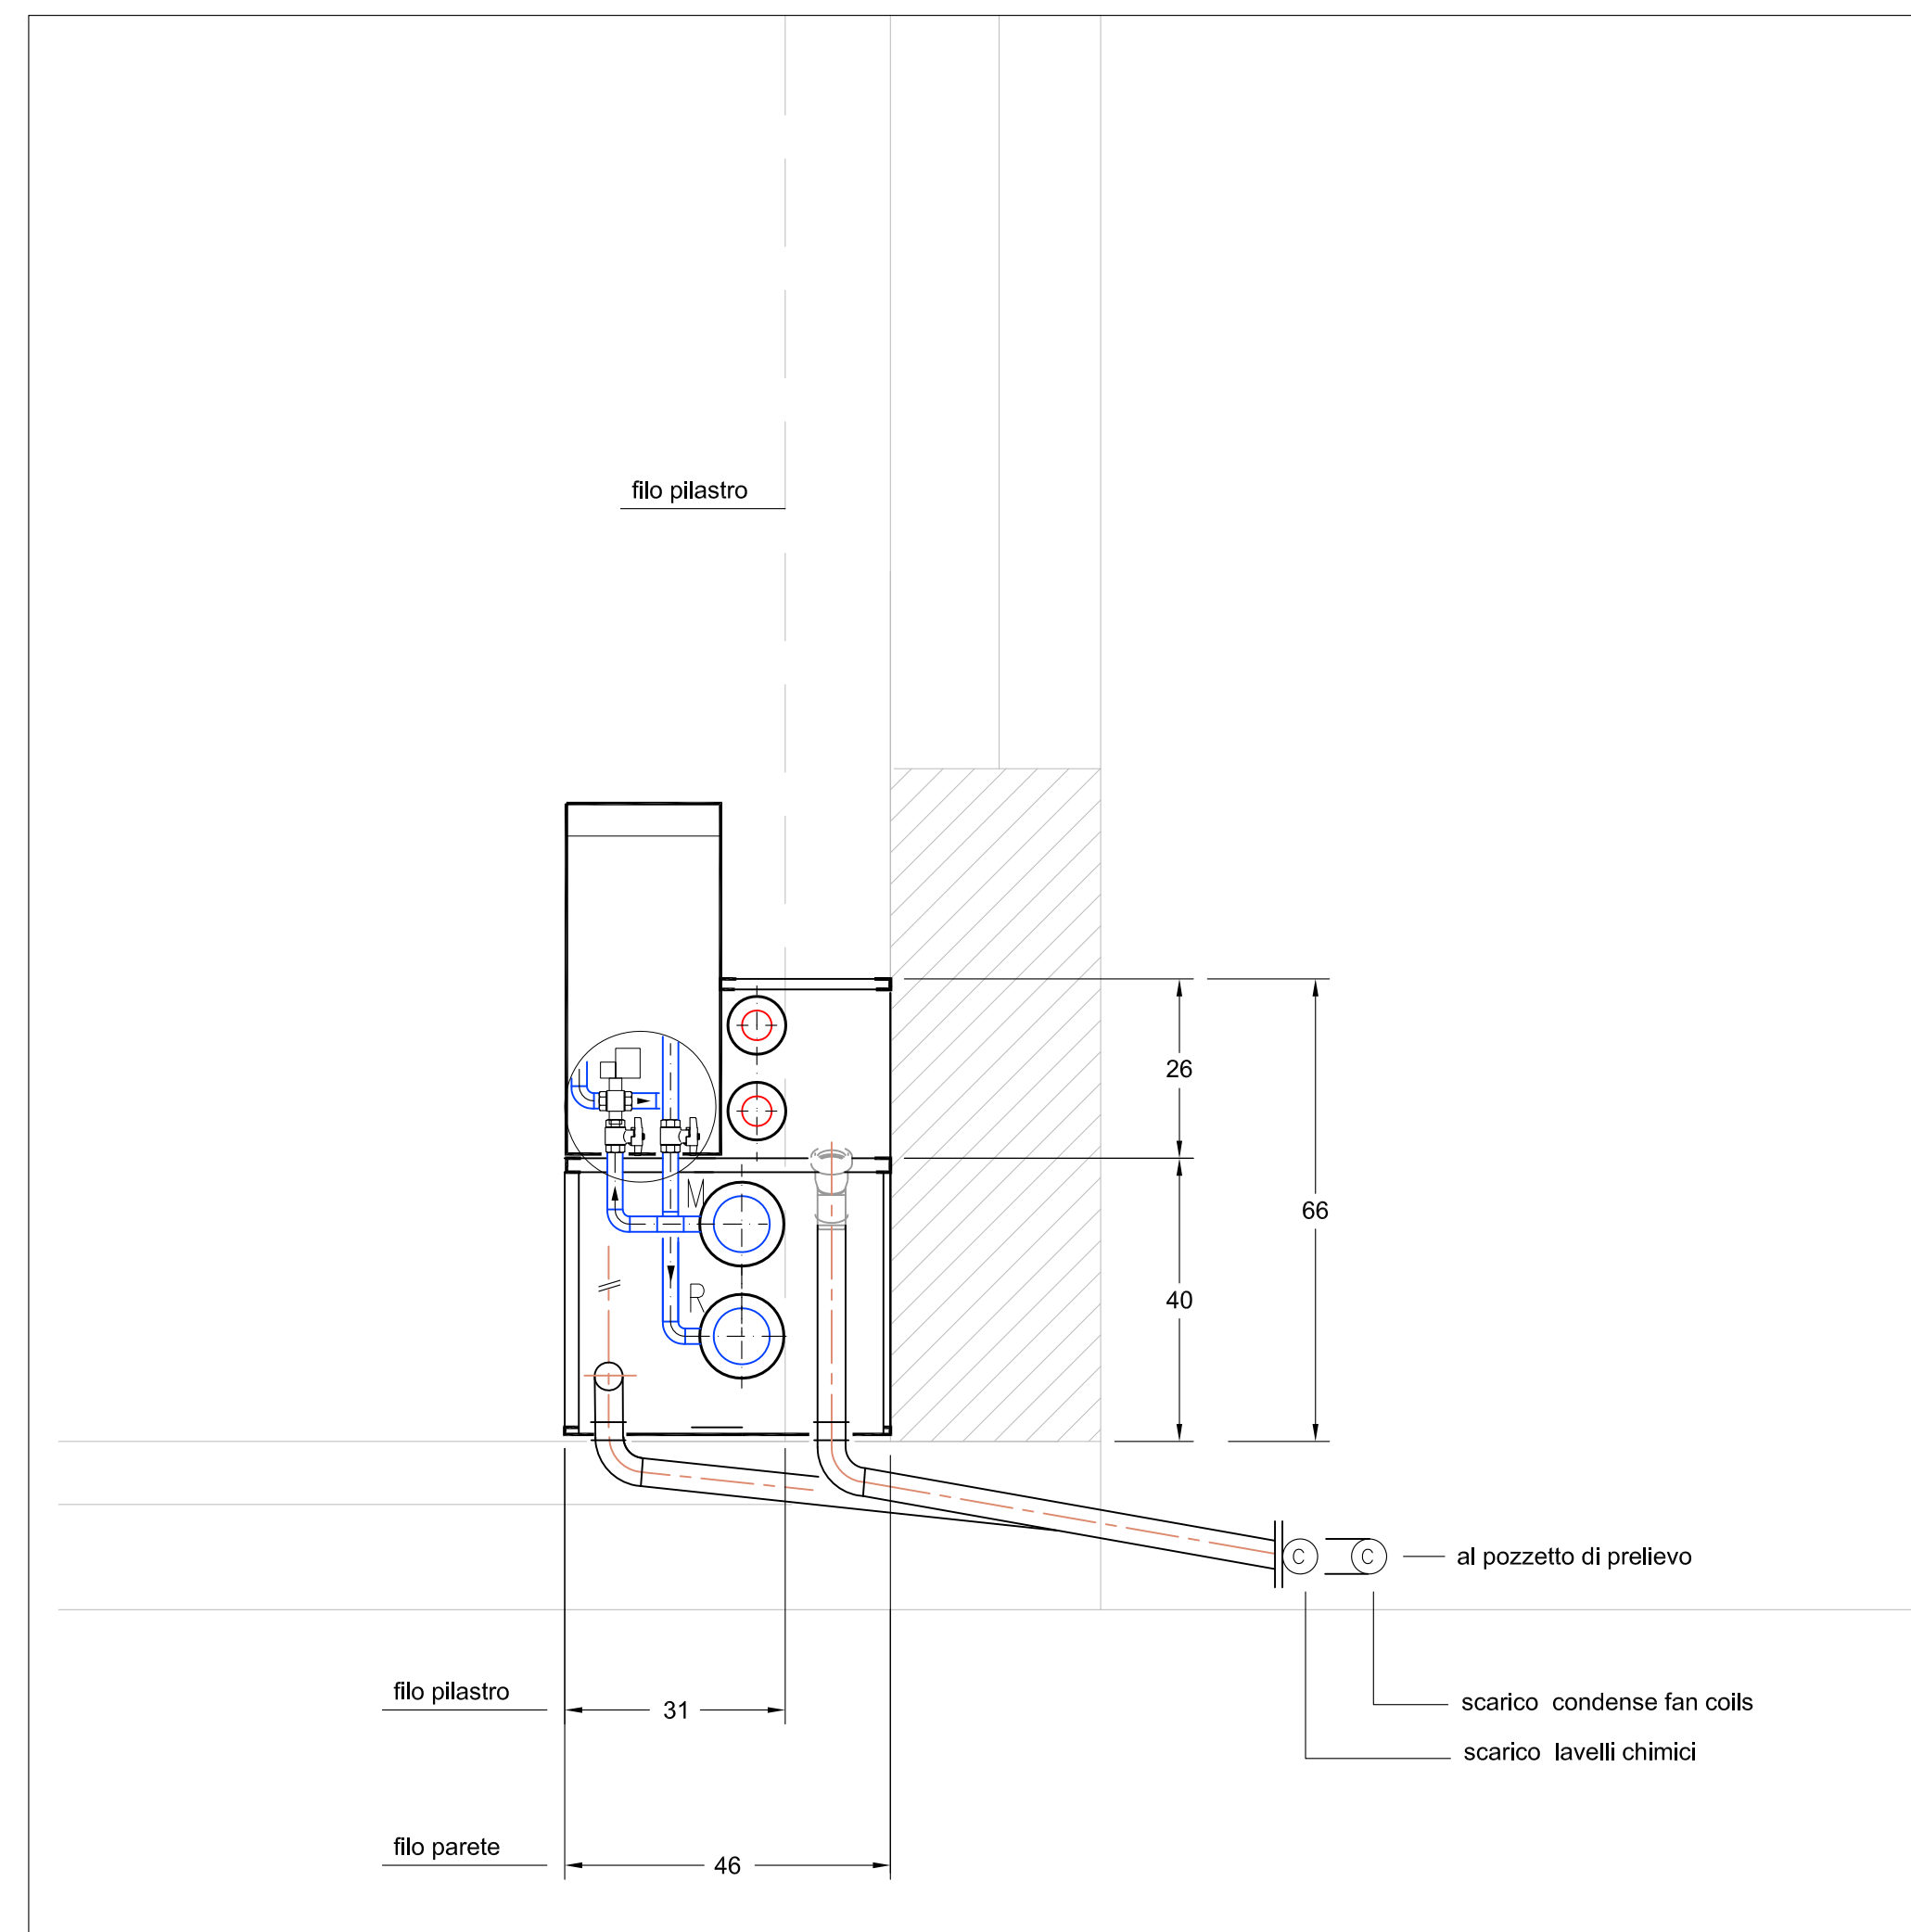 filo pilastro
26
66
M
40
R
C C al pozzetto di prelievo
filo pilastro
31
scarico condense fan coils
scarico lavelli chimici
filo parete
46